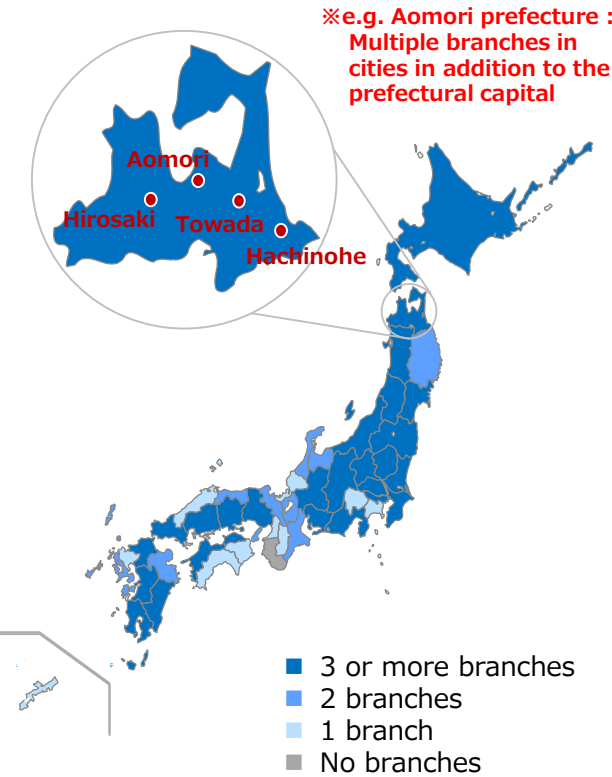 ※e.g. Aomori prefecture :
Multiple branches in
cities in addition to the
prefectural capital
Aomori
Hirosaki
Towada
Hachinohe
3 or more branches
2 branches
1 branch
No branches